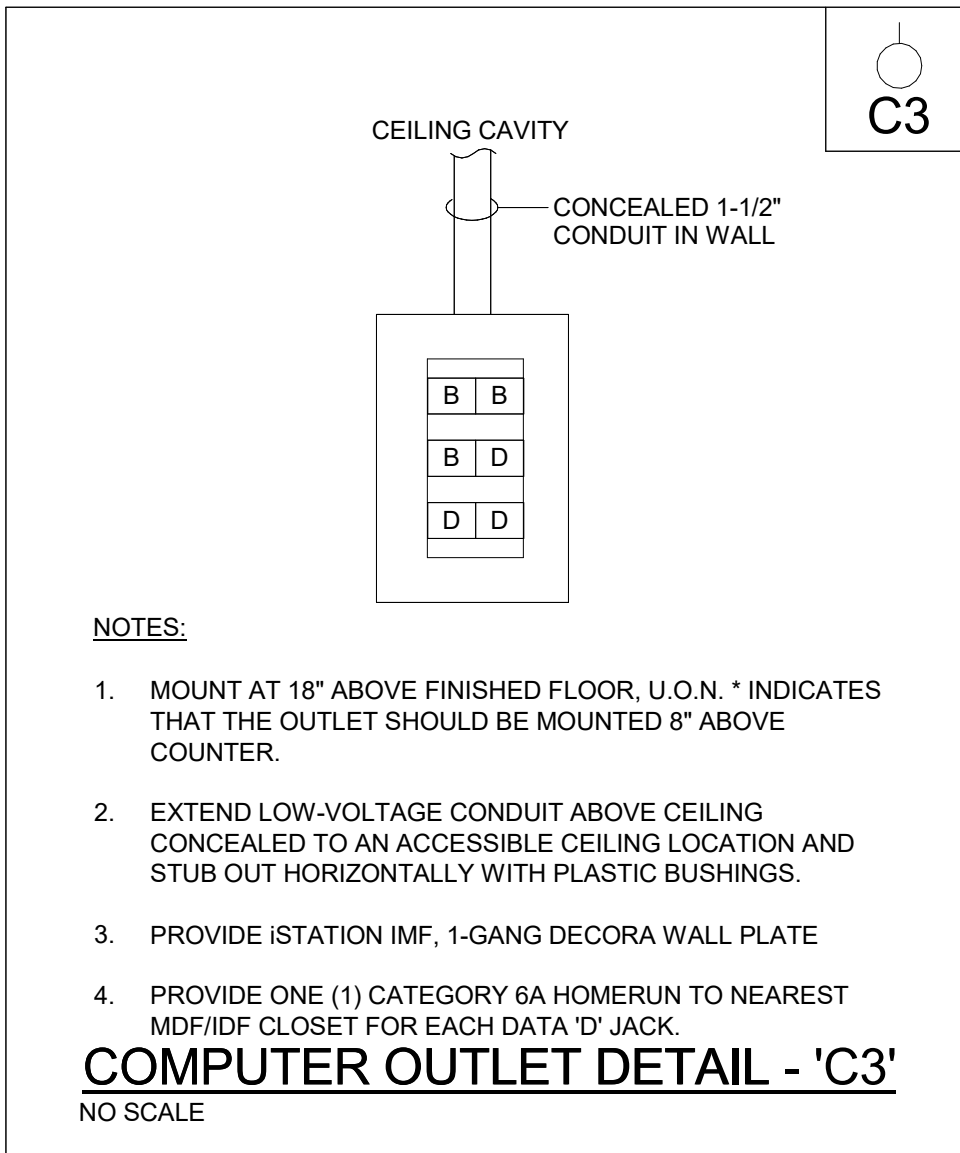 C3
CEILING CAVITY
CONCEALED 1-1/2"
CONDUIT IN WALL
B B
B D
D D
NOTES:
1. MOUNT AT 18" ABOVE FINISHED FLOOR, U.O.N. * INDICATES
THAT THE OUTLET SHOULD BE MOUNTED 8" ABOVE
COUNTER.
2. EXTEND LOW-VOLTAGE CONDUIT ABOVE CEILING
CONCEALED TO AN ACCESSIBLE CEILING LOCATION AND
STUB OUT HORIZONTALLY WITH PLASTIC BUSHINGS.
3. PROVIDE iSTATION IMF, 1-GANG DECORA WALL PLATE
4. PROVIDE ONE (1) CATEGORY 6A HOMERUN TO NEAREST
MDF/IDF CLOSET FOR EACH DATA 'D' JACK.
COMPUTER OUTLET DETAIL - 'C3'
NO SCALE